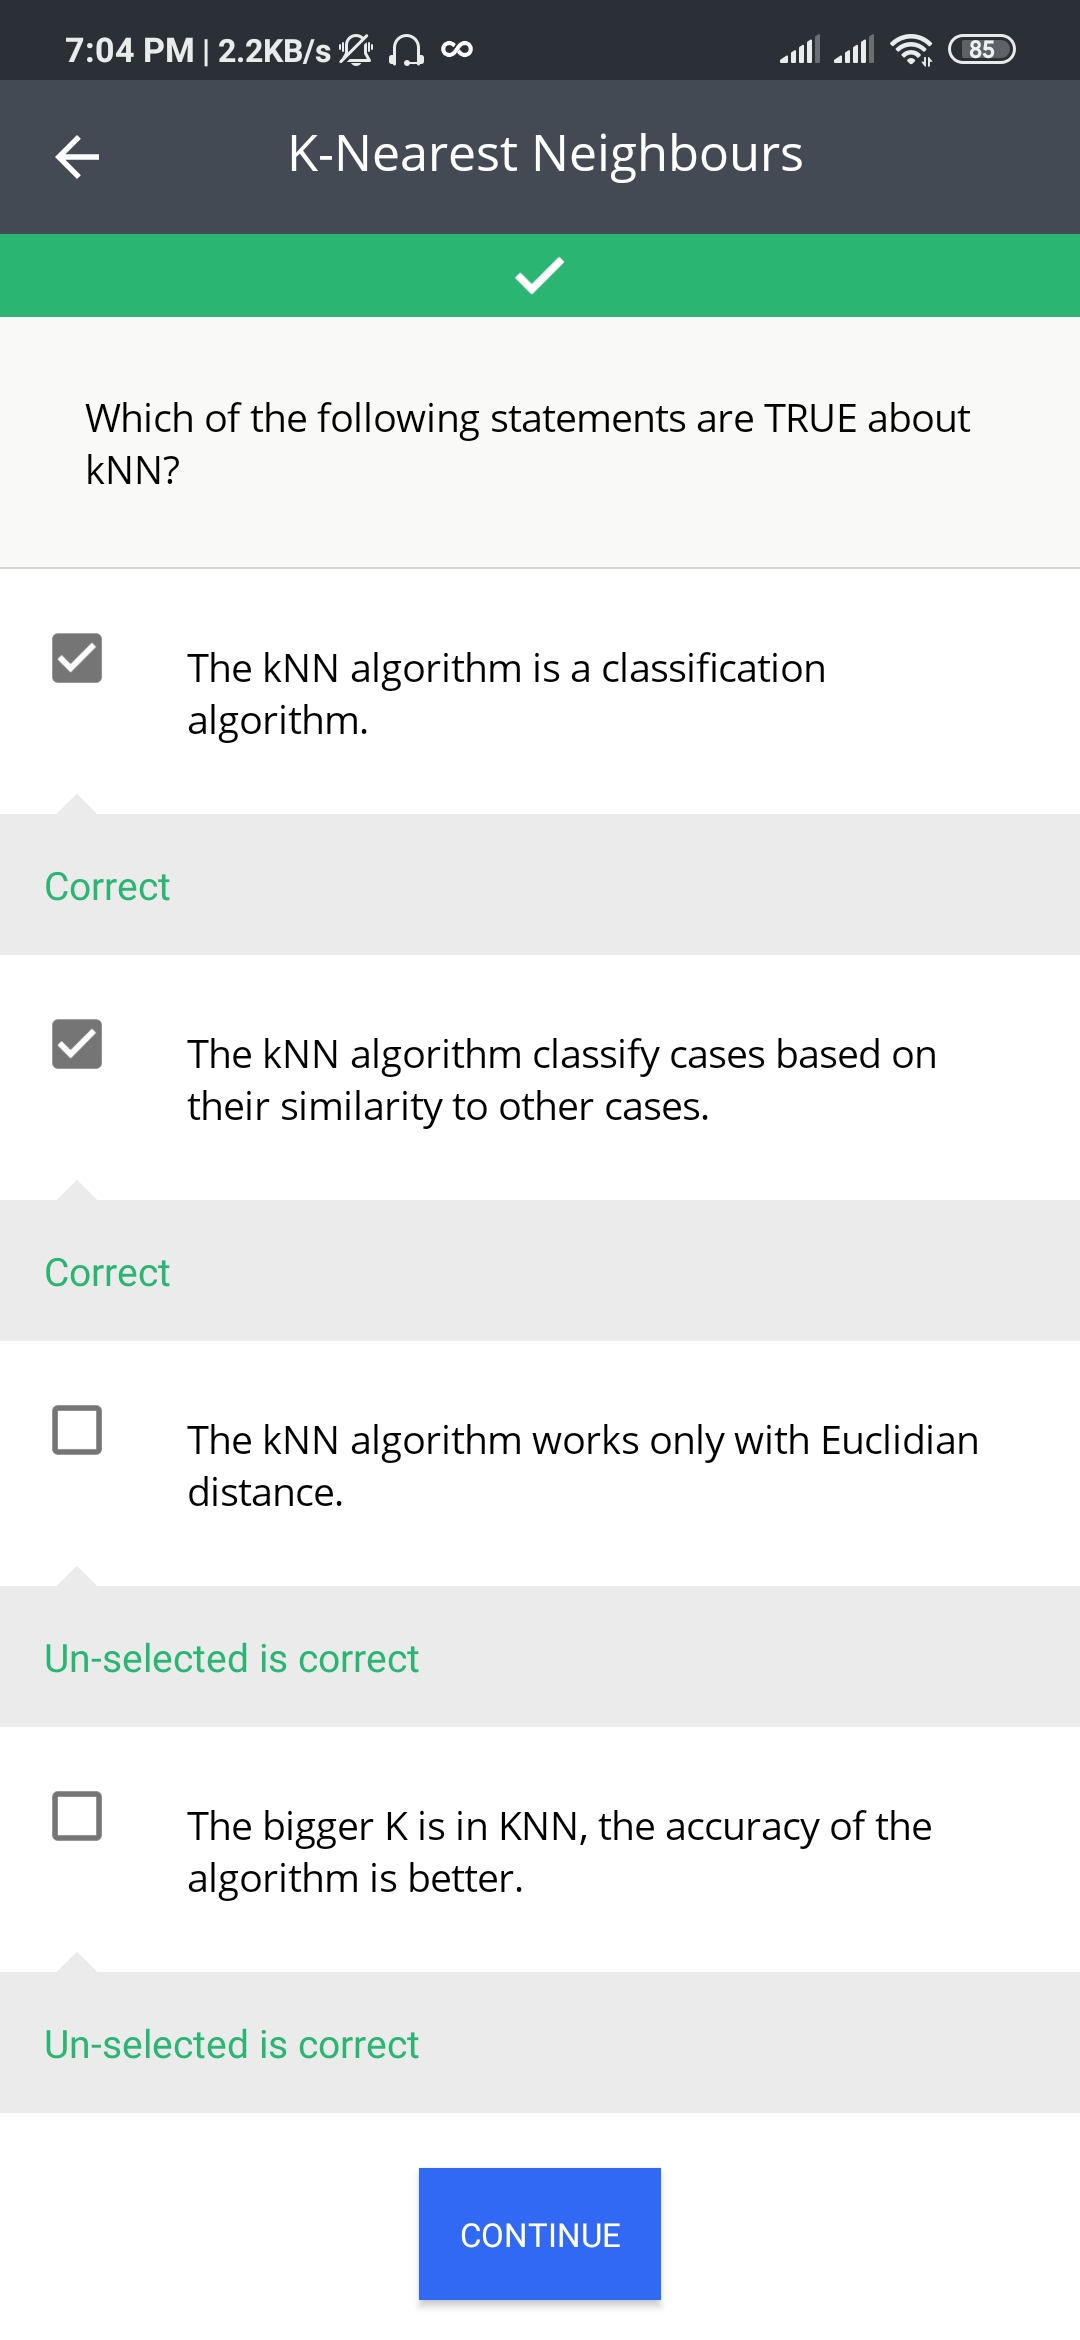 7:04 PM | 2.2KB/s
85
K-Nearest Neighbours
Which of the following statements are TRUE about
kNN?
The kNN algorithm is a classification
algorithm.
Correct
The kNN algorithm classify cases based on
their similarity to other cases.
Correct
The kNN algorithm works only with Euclidian
distance.
Un-selected is correct
The bigger K is in KNN, the accuracy of the
algorithm is better.
Un-selected is correct
CONTINUE